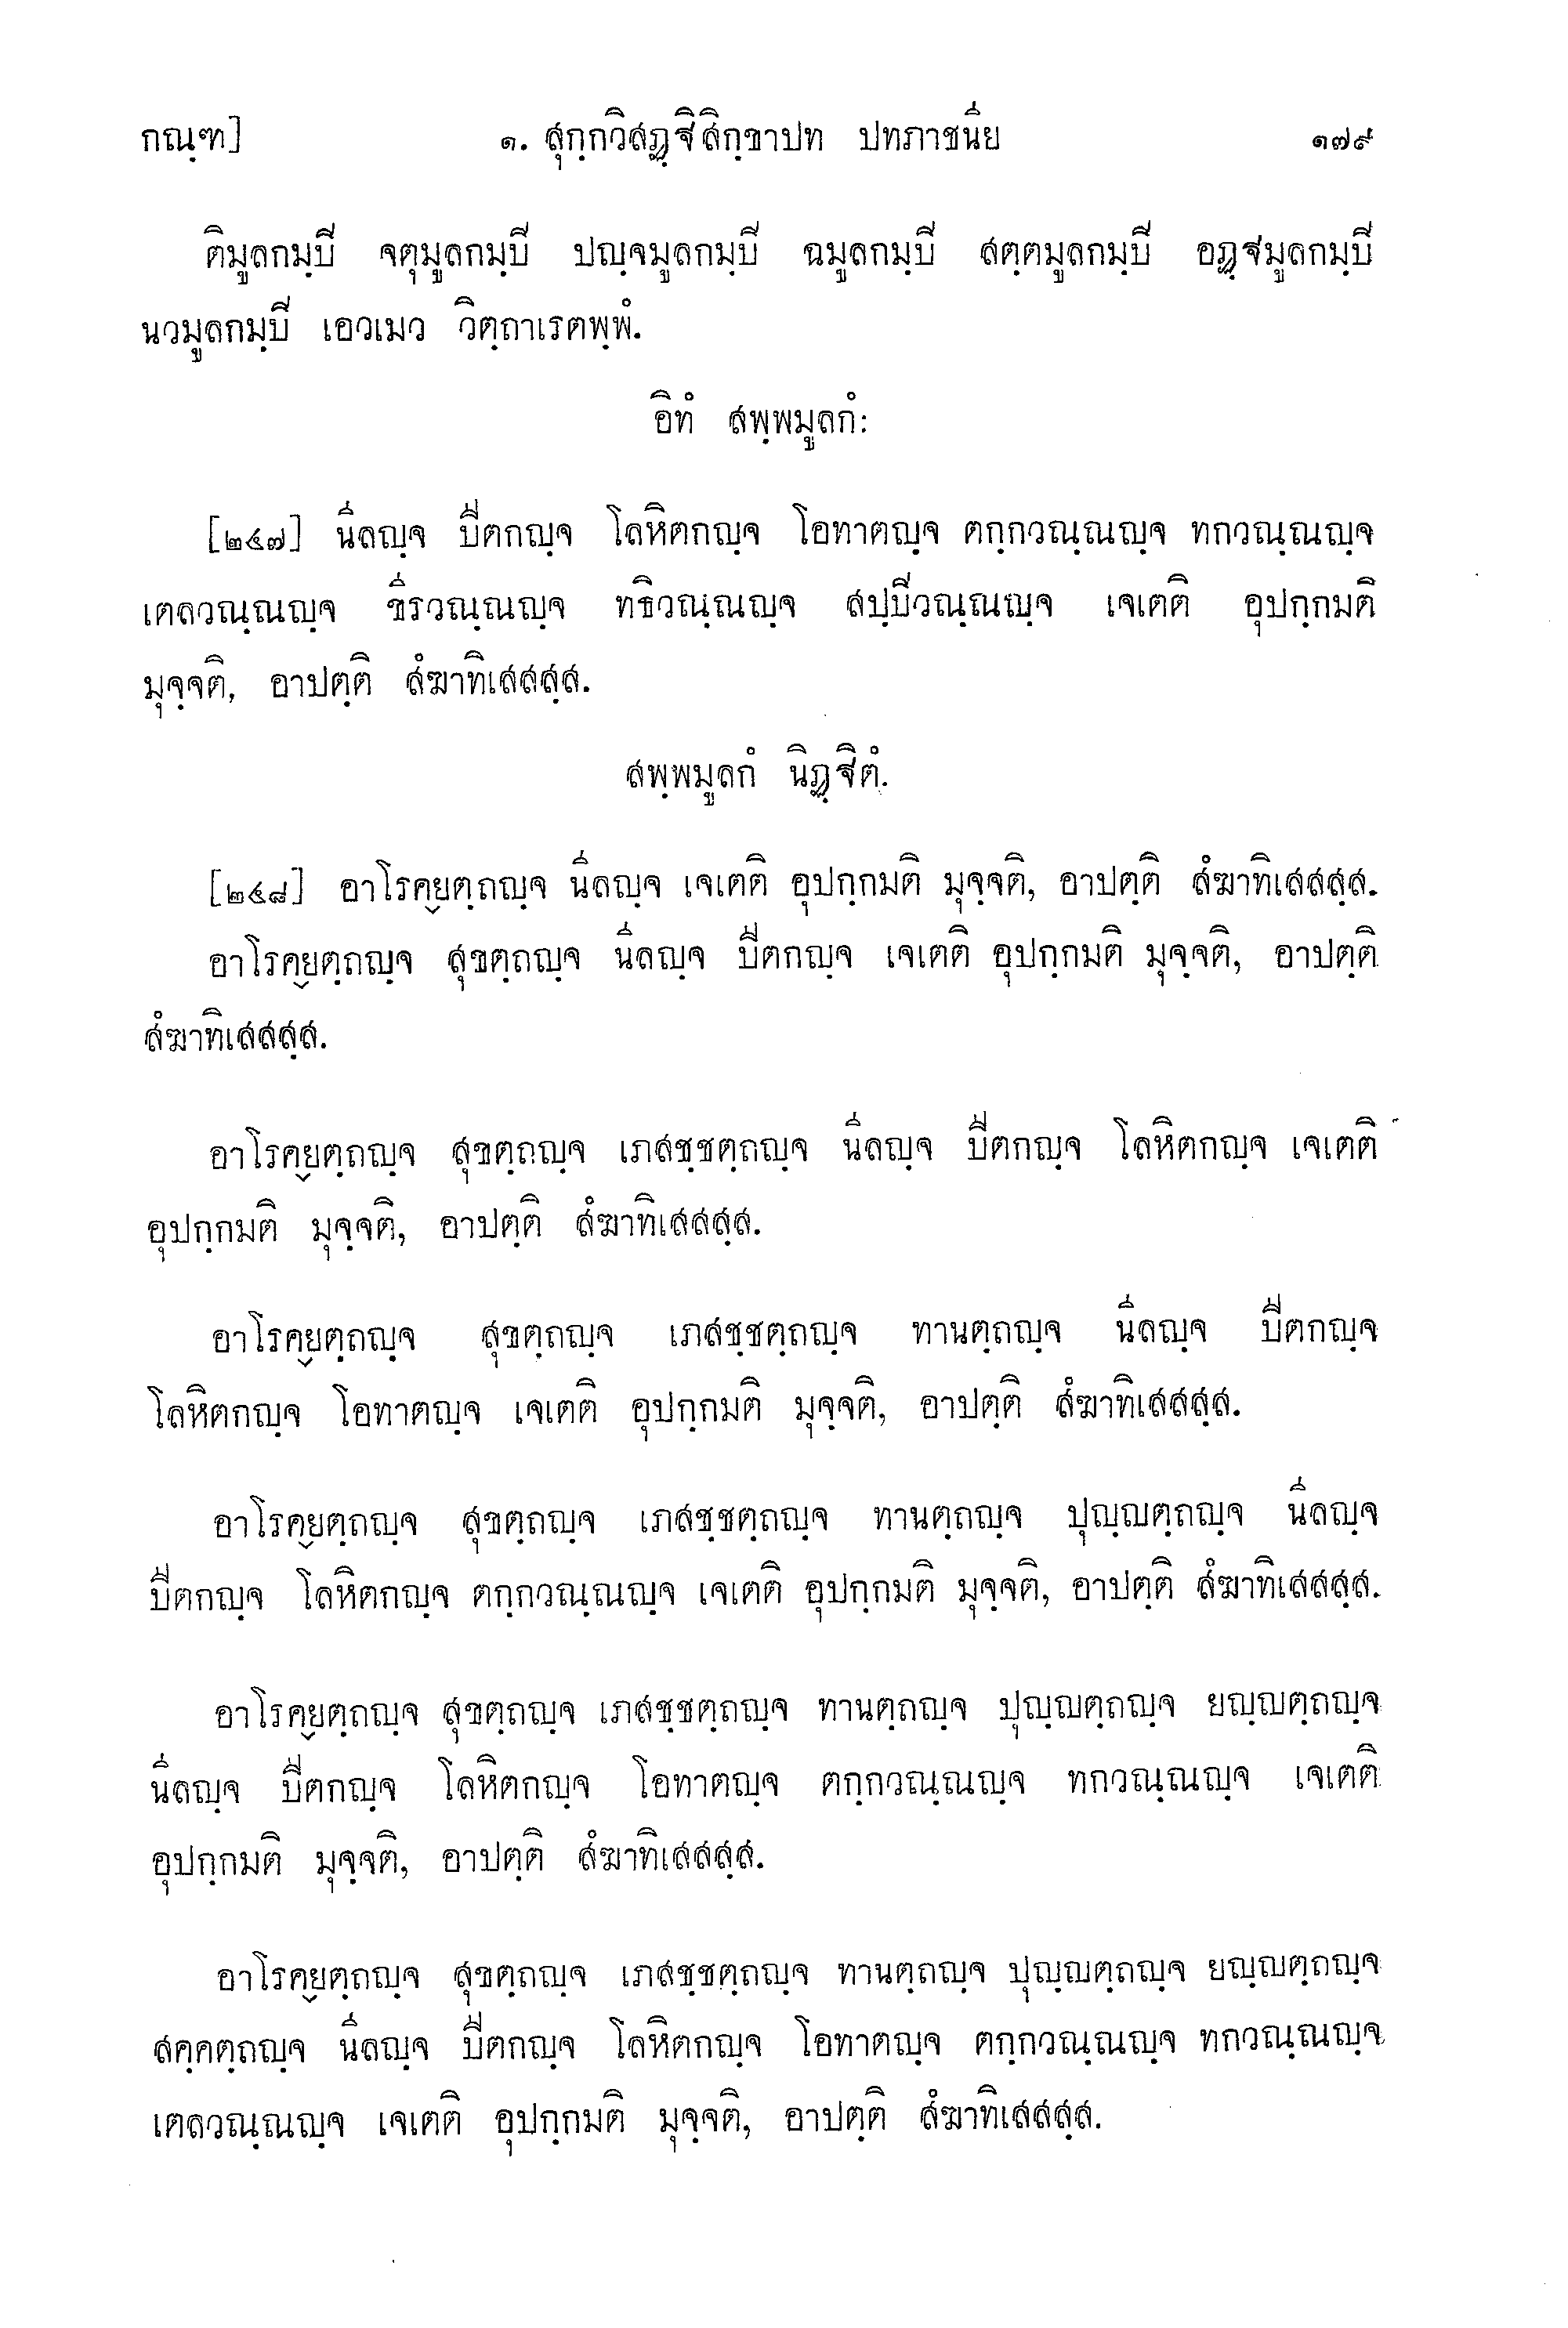 กณฺฑ] ๑. สุกฺกวิสฏฺฐิสิกฺขาปท ปทภาชนีย ๑๗๙
ติมูลกมฺปี จตุมูลกมฺปี ปญฺจมูลกมฺปี ฉมูลกมฺปี สตฺตมูลกมฺปี อฏฺฐมูลกมฺปี
นวมูลกมฺปี เอวเมว วิตฺถาเรตพฺพํ.
อิทํ สพฺพมูลกํ:
[๒๔๗] นีลญฺจ ปีตกญฺจ โลหิตกญฺจ โอทาตญฺจ ตกฺกวณฺณญฺจ ทกวณฺณญฺจ
เตลวณฺณญฺจ ขีรวณฺณญฺจ ทธิวณฺณญฺจ สปฺปีวณฺณญฺจ เจเตติ อุปกฺกมติ
มุจฺจติ, อาปตฺติ สํฆาทิเสสสฺส.
สพฺพมูลกํ นิฏฺฐิตํ.
[๒๔๘] อาโรคฺยตฺถญฺจ นีลญฺจ เจเตติ อุปกฺกมติ มุจฺจติ, อาปตฺติ สํฆาทิเสสสฺส.
อาโรคฺยตฺถญฺจ สุขตฺถญฺจ นีลญฺจ ปีตกญฺจ เจเตติ อุปกฺกมติ มุจฺจติ, อาปตฺติ
สํฆาทิเสสสฺส.
อาโรคฺยตฺถญฺจ สุขตฺถญฺจ เภสชฺชตฺถญฺจ นีลญฺจ ปีตกญฺจ โลหิตกญฺจ เจเตติ
อุปกฺกมติ มุจฺจติ, อาปตฺติ สํฆาทิเสสสฺส.
อาโรคฺยตฺถญฺจ สุขตฺถญฺจ เภสชฺชตฺถญฺจ ทานตฺถญฺจ นีลญฺจ ปีตกญฺจ
โลหิตกญฺจ โอทาตญฺจ เจเตติ อุปกฺกมติ มุจฺจติ, อาปตฺติ สํฆาทิเสสสฺส.
อาโรคฺยตฺถญฺจ สุขตฺถญฺจ เภสชฺชตฺถญฺจ ทานตฺถญฺจ ปุญฺญตฺถญฺจ นีลญฺจ
ปีตกญฺจ โลหิตกญฺจ ตกฺกวณฺณญฺจ เจเตติ อุปกฺกมติ มุจฺจติ, อาปตฺติ สํฆาทิเสสสฺส.
อาโรคฺยตฺถญฺจ สุขตฺถญฺจ เภสชฺชตฺถญฺจ ทานตฺถญฺจ ปุญฺญตฺถญฺจ ยญฺญตฺถญฺจ
นีลญฺจ ปีตกญฺจ โลหิตกญฺจ โอทาตญฺจ ตกฺกวณฺณญฺจ ทกวณฺณญฺจ เจเตติ
อุปกฺกมติ มุจฺจติ, อาปตฺติ สํฆาทิเสสสฺส.
อาโรคฺยตฺถญฺจ สุขตฺถญฺจ เภสชฺชตฺถญฺจ ทานตฺถญฺจ ปุญฺญตฺถญฺจ ยญฺญตฺถญฺจ
สคฺคตฺถญฺจ นีลญฺจ ปีตกญฺจ โลหิตกญฺจ โอทาตญฺจ ตกฺกวณฺณญฺจ ทกวณฺณญฺจ
เตลวณฺณญฺจ เจเตติ อุปกฺกมติ มุจฺจติ, อาปตฺติ สํฆาทิเสสสฺส.